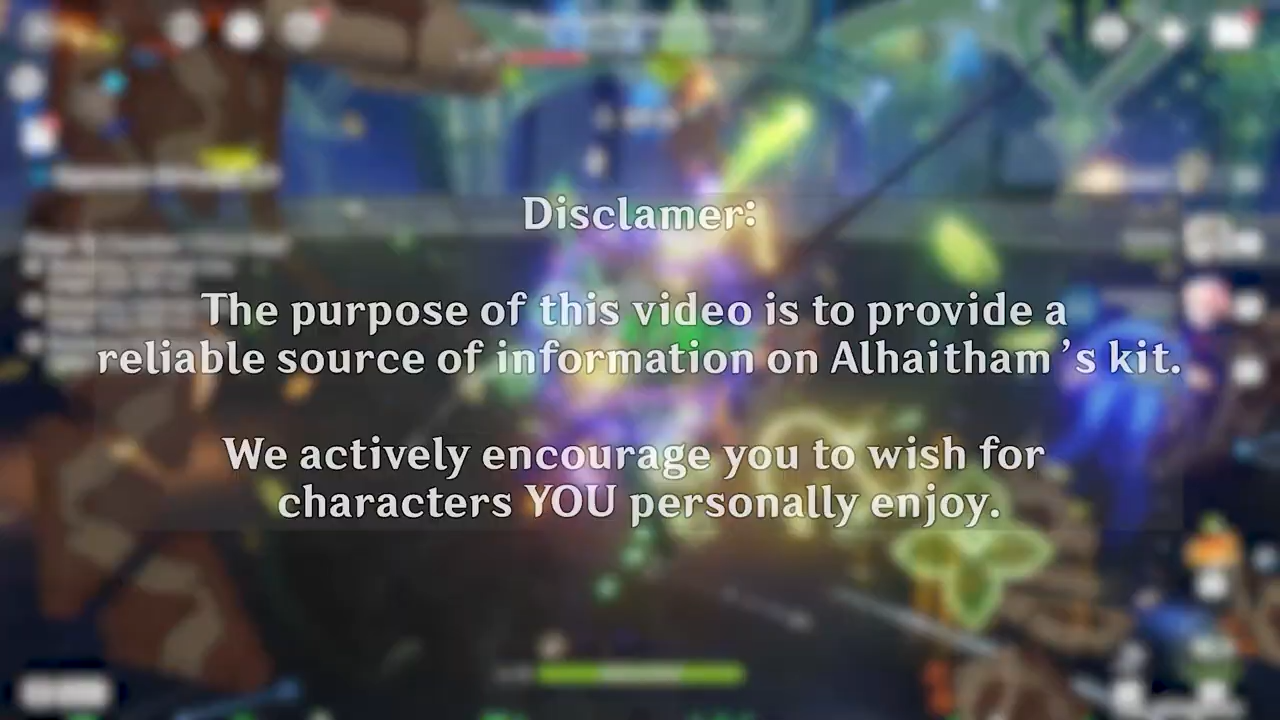 Disclamer:
The purpose of this video is to provide a
reliable source of information on Alhaitham's kit.
We actively encourage you to wish for
characters YOU personally enjoy.